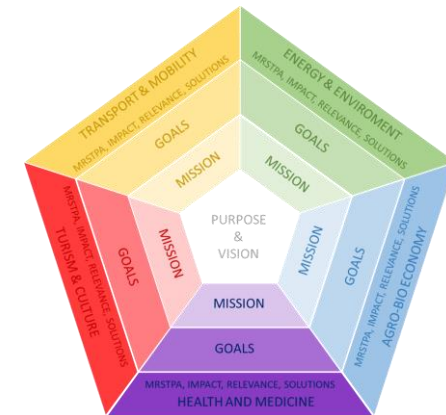 TRANSPORT & MOBILITY
MRSTPA, IMPACT, RELEVANCE, SOLUTIONS
GOALS
MISSION
ENERGY & ENVIROMENT
MRSTPA, IMPACT, RELEVANCE, SOLUTIONS
GOALS
MISSION
TURISM & CULTURE
MRSTPA, IMPACT, RELEVANCE, SOLUTIONS
GOALS
MISSION
PURPOSE
&
VISION
MISSION
GOALS
MRSTPA, IMPACT, RELEVANCE, SOLUTIONS
AGRO-BIO ECONOMY
MISSION
GOALS
MRSTPA, IMPACT, RELEVANCE, SOLUTIONS
HEALTH AND MEDICINE